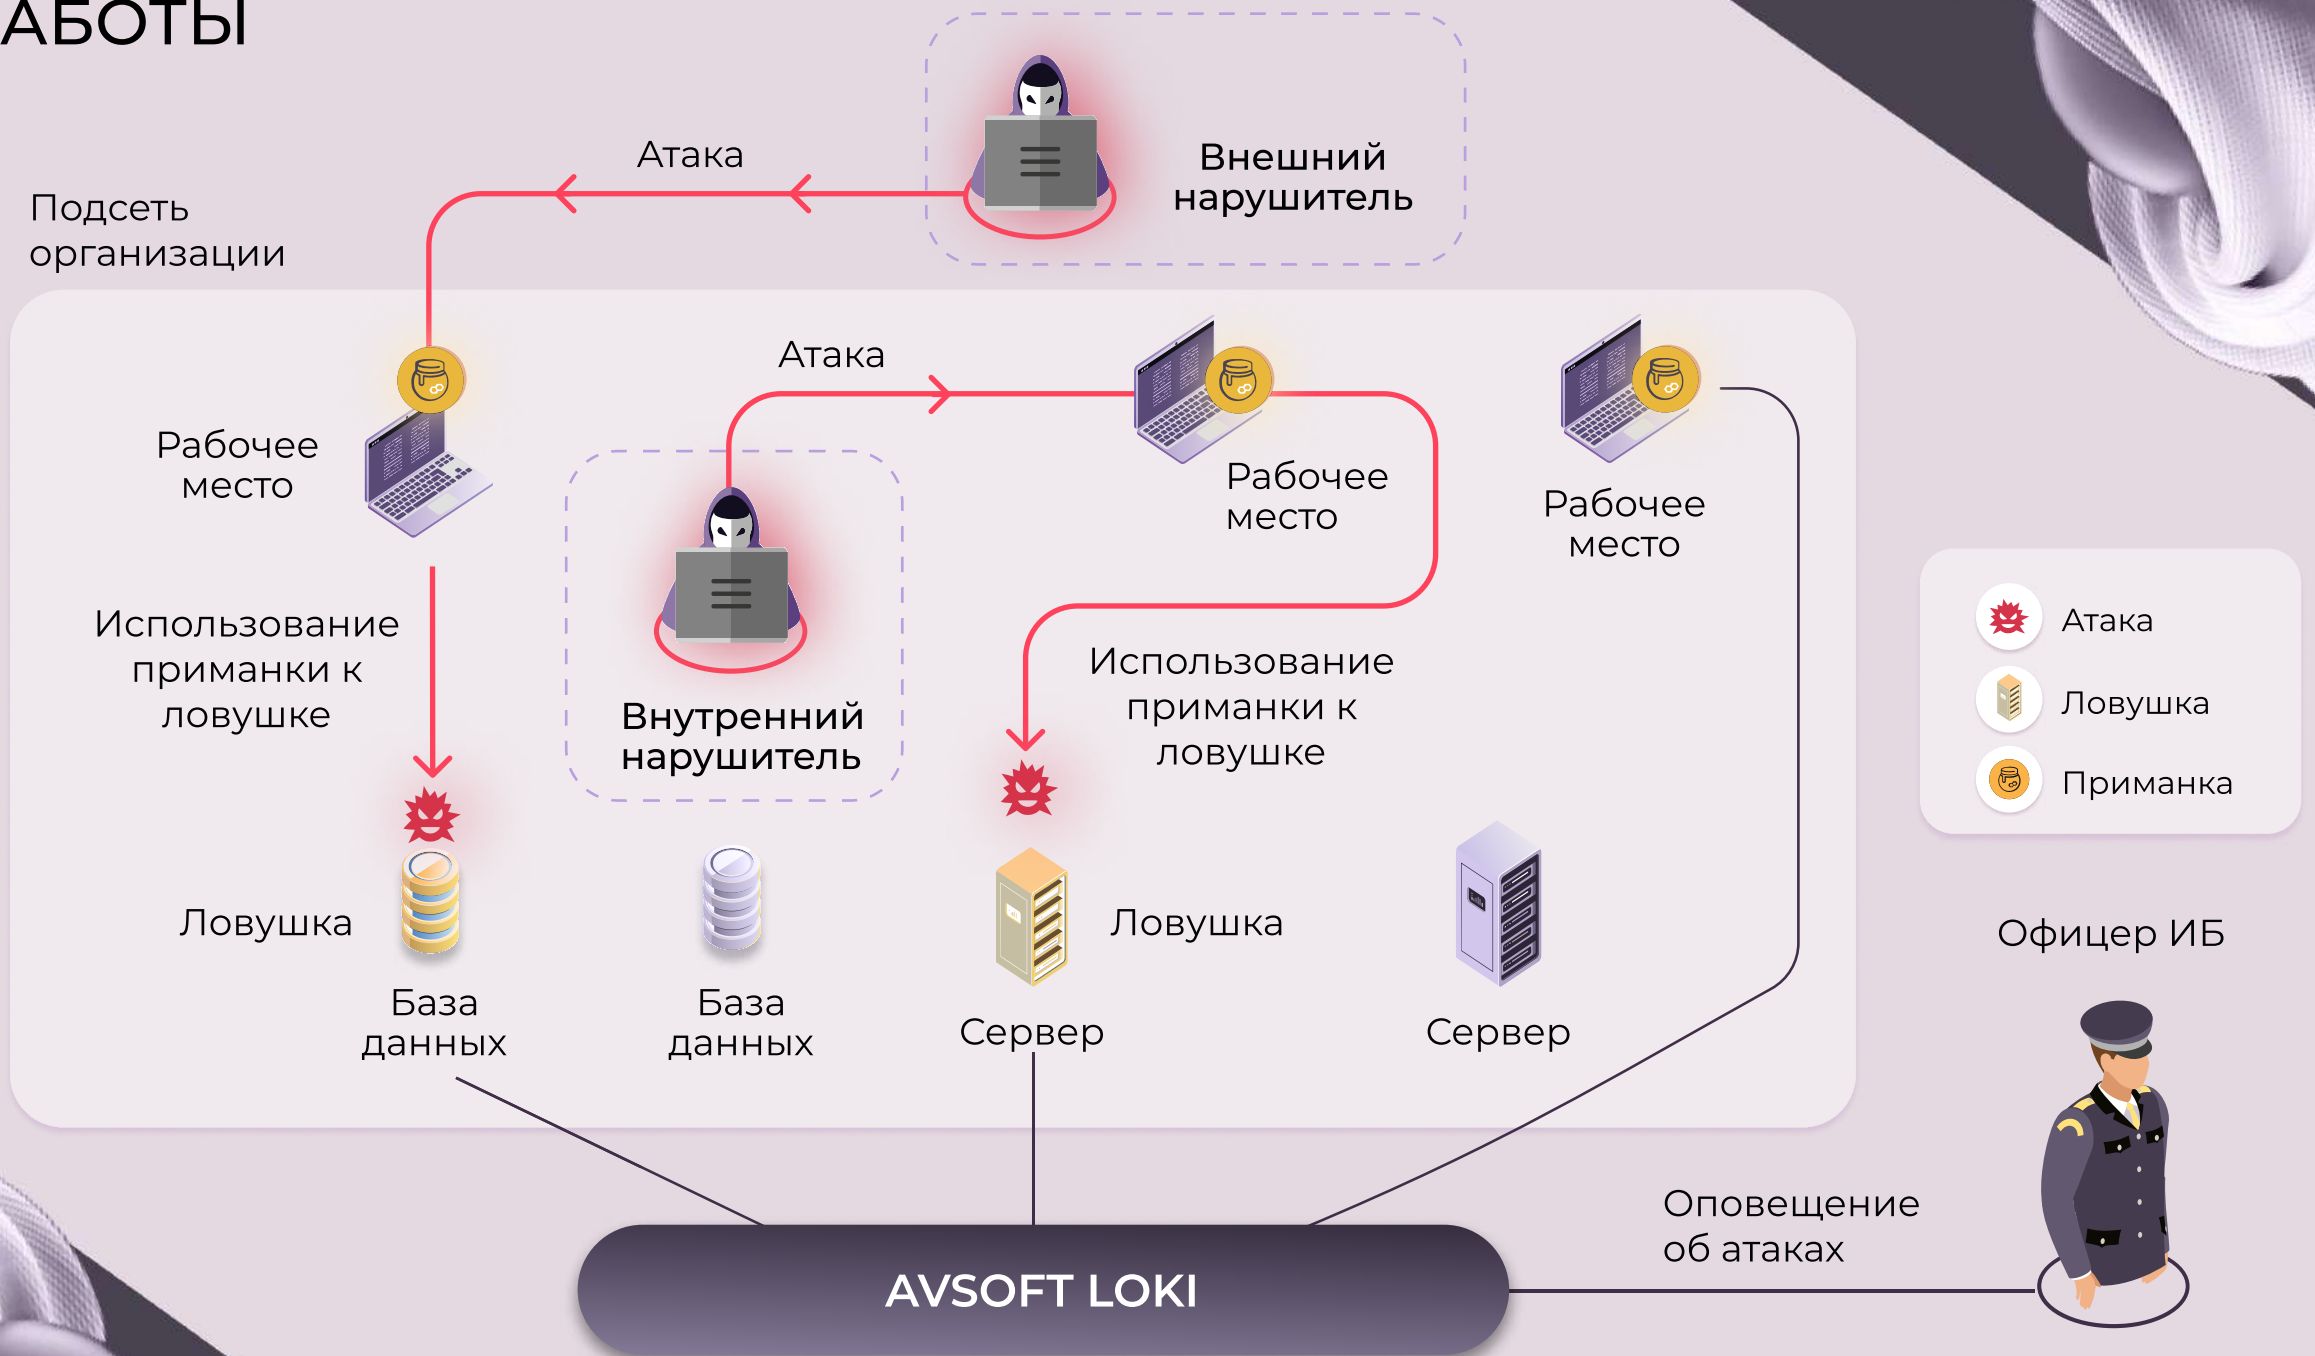 АБОТЫ
Атака
Внешний
нарушитель
Подсеть
организации
Атака
Рабочее
место
Рабочее
место
Рабочее
место
Использование
приманки к
ловушке
Внутренний
нарушитель
Использование
приманки к
ловушке
Атака
Ловушка
Приманка
Ловушка
База
данных
База
данных
Ловушка
Сервер
Сервер
Офицер ИБ
Оповещение
об атаках
AVSOFT LOKI